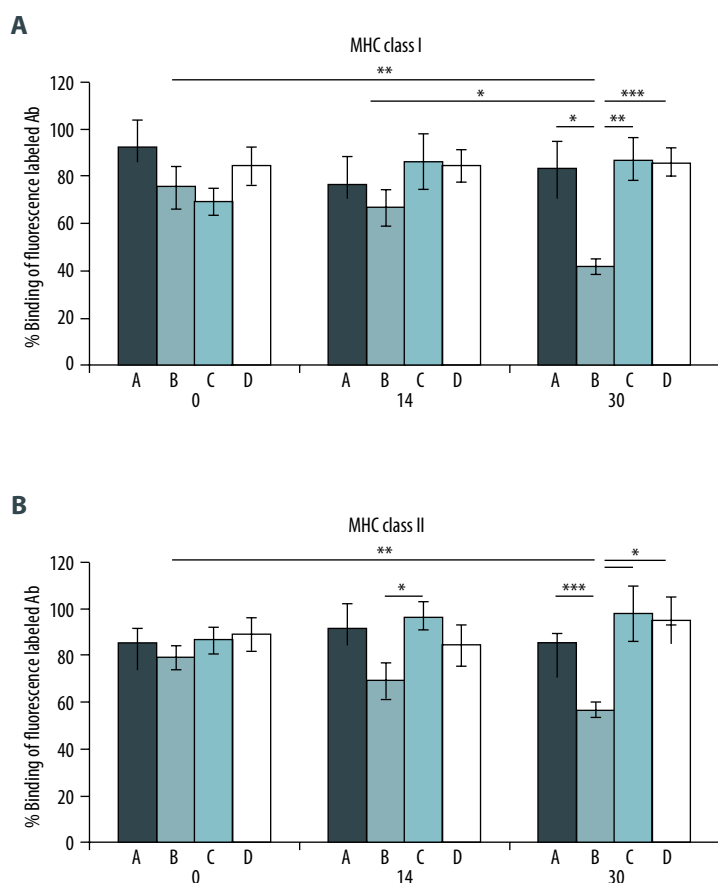 A
MHC class I
% Binding of fluorescence labeled Ab
120
100
80
60
40
20
0
**
*
***
*
**
A B C D A B C D A B C D
0 14 30
B
MHC class II
% Binding of fluorescence labeled Ab
120
100
80
60
40
20
0
**
*
*
***
A B C D A B C D A B C D
0 14 30